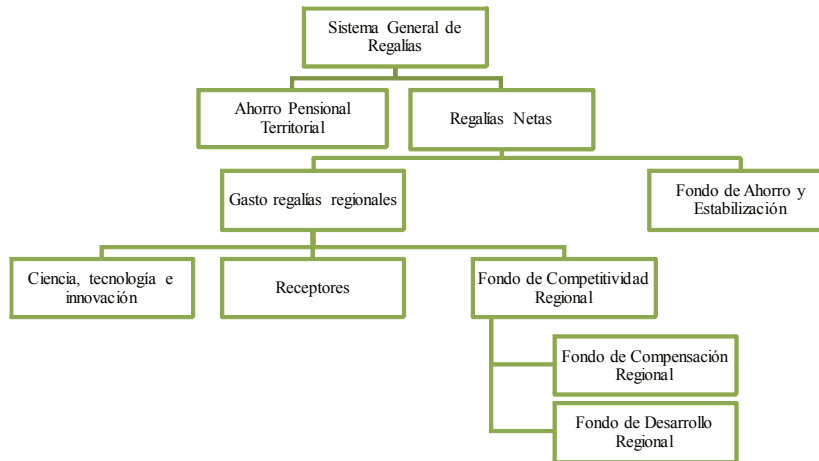 Sistema General de
Regalías
Ahorro Pensional
Territorial
Regalías Netas
Gasto regalías regionales
Fondo de Ahorro y
Estabilización
Ciencia, tecnología e
innovación
Receptores
Fondo de Competitividad
Regional
Fondo de Compensación
Regional
Fondo de Desarrollo
Regional